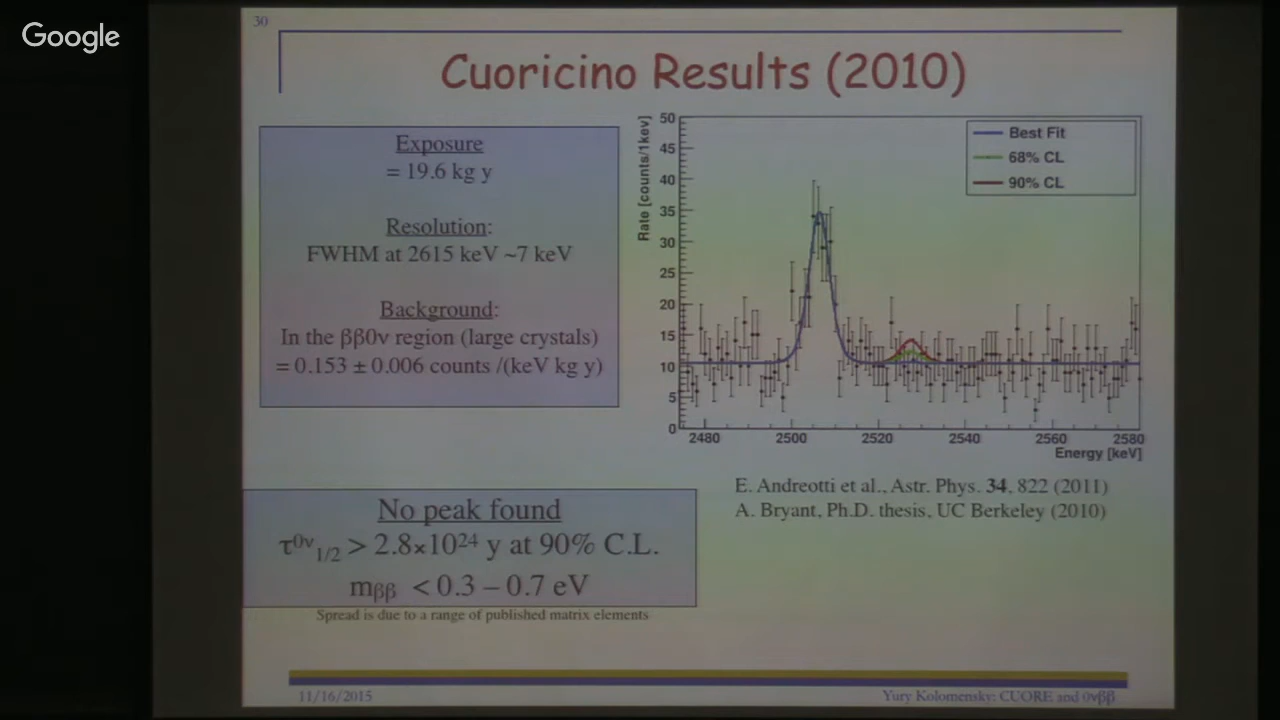 Google
30
Cuoricino Results (2010)
Exposure
= 19.6 kg y
Resolution:
FWHM at 2615 keV ~7 keV
Background:
In the ββ0ν region (large crystals)
= 0.153 ± 0.006 counts /(keV kg y)
Rate [counts/1kev]
50
45
40
35
30
25
20
15
10
5
0
Best Fit
68% CL
90% CL
2480 2500 2520 2540 2560 2580
Energy [keV]
E. Andreotti et al., Astr. Phys. 34, 822 (2011)
A. Bryant, Ph.D. thesis, UC Berkeley (2010)
No peak found
τ⁰ᵛ₁/₂ > 2.8×10²⁴ y at 90% C.L.
mββ < 0.3 – 0.7 eV
Spread is due to a range of published matrix elements
11/16/2015
Yury Kolomensky: CUORE and 0νββ